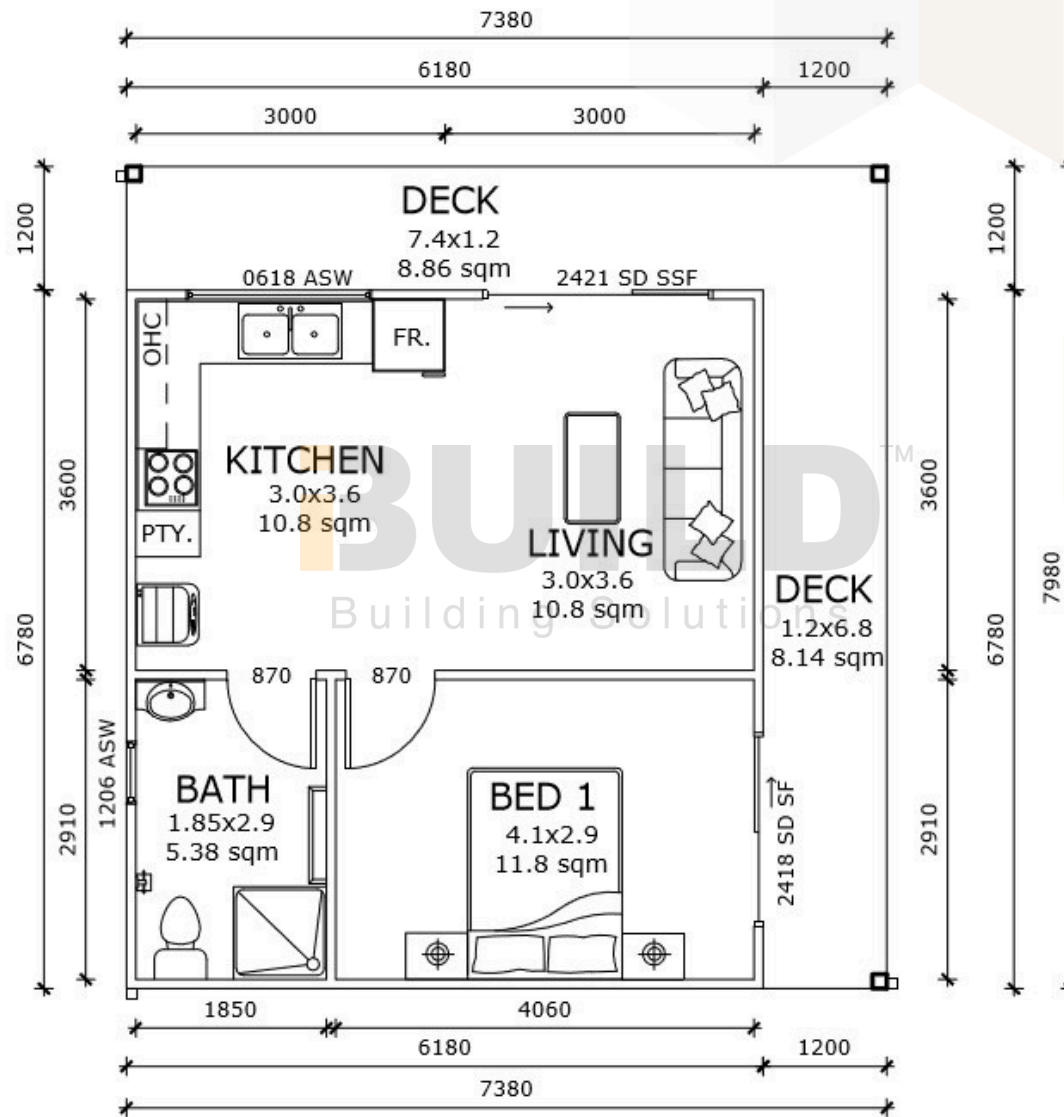 7380
6180
1200
3000
3000
1200
1200
DECK
7.4x1.2
8.86 sqm
0618 ASW
2421 SD SSF
OHC
FR.
3600
3600
KITCHEN
3.0x3.6
10.8 sqm
iBUILD™
Building Solutions
PTY.
LIVING
3.0x3.6
10.8 sqm
DECK
1.2x6.8
8.14 sqm
6780
6780
7980
870
870
1206 ASW
BATH
1.85x2.9
5.38 sqm
BED 1
4.1x2.9
11.8 sqm
2418 SD SF
2910
2910
1850
4060
6180
1200
7380